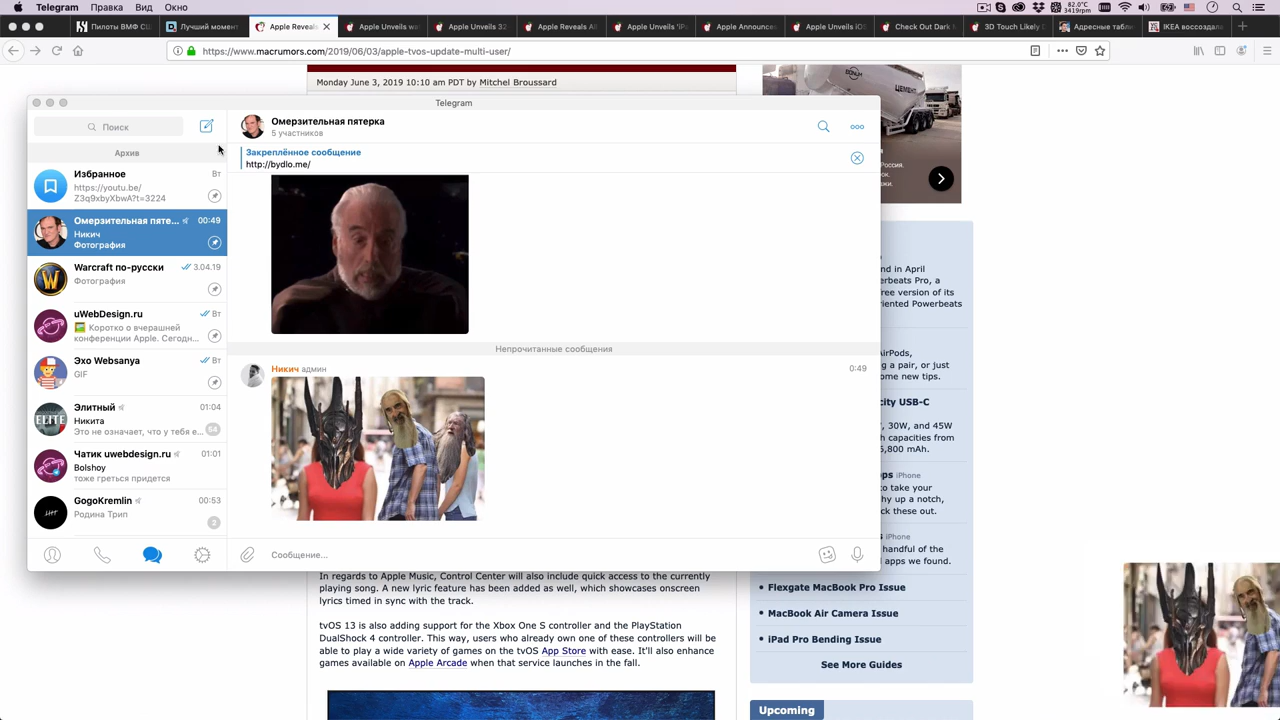 Telegram Правка Вид Окно
82.0°C
3419rpm
Пилоты ВМФ СШ
Лучший момент
Apple Reveals
Apple Unveils wa
Apple Unveils 32
Apple Reveals All
Apple Unveils 'iP
Apple Announce
Apple Unveils iOS
Check Out Dark M
3D Touch Likely D
Адресные табл
IKEA воссоздала
https://www.macrumors.com/2019/06/03/apple-tvos-update-multi-user/
Monday June 3, 2019 10:10 am PDT by Mitchel Broussard
BONUM
ЦЕМЕНТ
Россия.
Telegram
Поиск
Архив
Избранное Вт
https://youtu.be/
Z3q9xbyXbwA?t=3224
Омерзительная пяте... 00:49
Никич
Фотография
Warcraft по-русски 3.04.19
Фотография
uWebDesign.ru Вт
Коротко о вчерашней
конференции Apple. Сегодн...
Эхо Websanya Вт
GIF
ELITE
Элитный 01:04
Никита
Это не означает, что у тебя е... 64
Чатик uwebdesign.ru 01:01
Bolshoy
тоже греться придется
GogoKremlin 00:53
Родина Трип 2
Омерзительная пятерка
5 участников
Закреплённое сообщение
http://bydlo.me/
Непрочитанные сообщения
Никич админ 0:49
Сообщение...
nd in April
erbeats Pro, a
ree version of its
riented Powerbeats
AirPods,
g a pair, or just
ome new tips.
city USB-C
, 30W, and 45W
h capacities from
5,800 mAh.
ps iPhone
to take your
hy up a notch,
ck these out.
s iPhone
handful of the
apps we found.
• Flexgate MacBook Pro Issue
• MacBook Air Camera Issue
• iPad Pro Bending Issue
See More Guides
Upcoming
In regards to Apple Music, Control Center will also include quick access to the currently
playing song. A new lyric feature has been added as well, which showcases onscreen
lyrics timed in sync with the track.
tvOS 13 is also adding support for the Xbox One S controller and the PlayStation
DualShock 4 controller. This way, users who already own one of these controllers will be
able to play a wide variety of games on the tvOS App Store with ease. It'll also enhance
games available on Apple Arcade when that service launches in the fall.